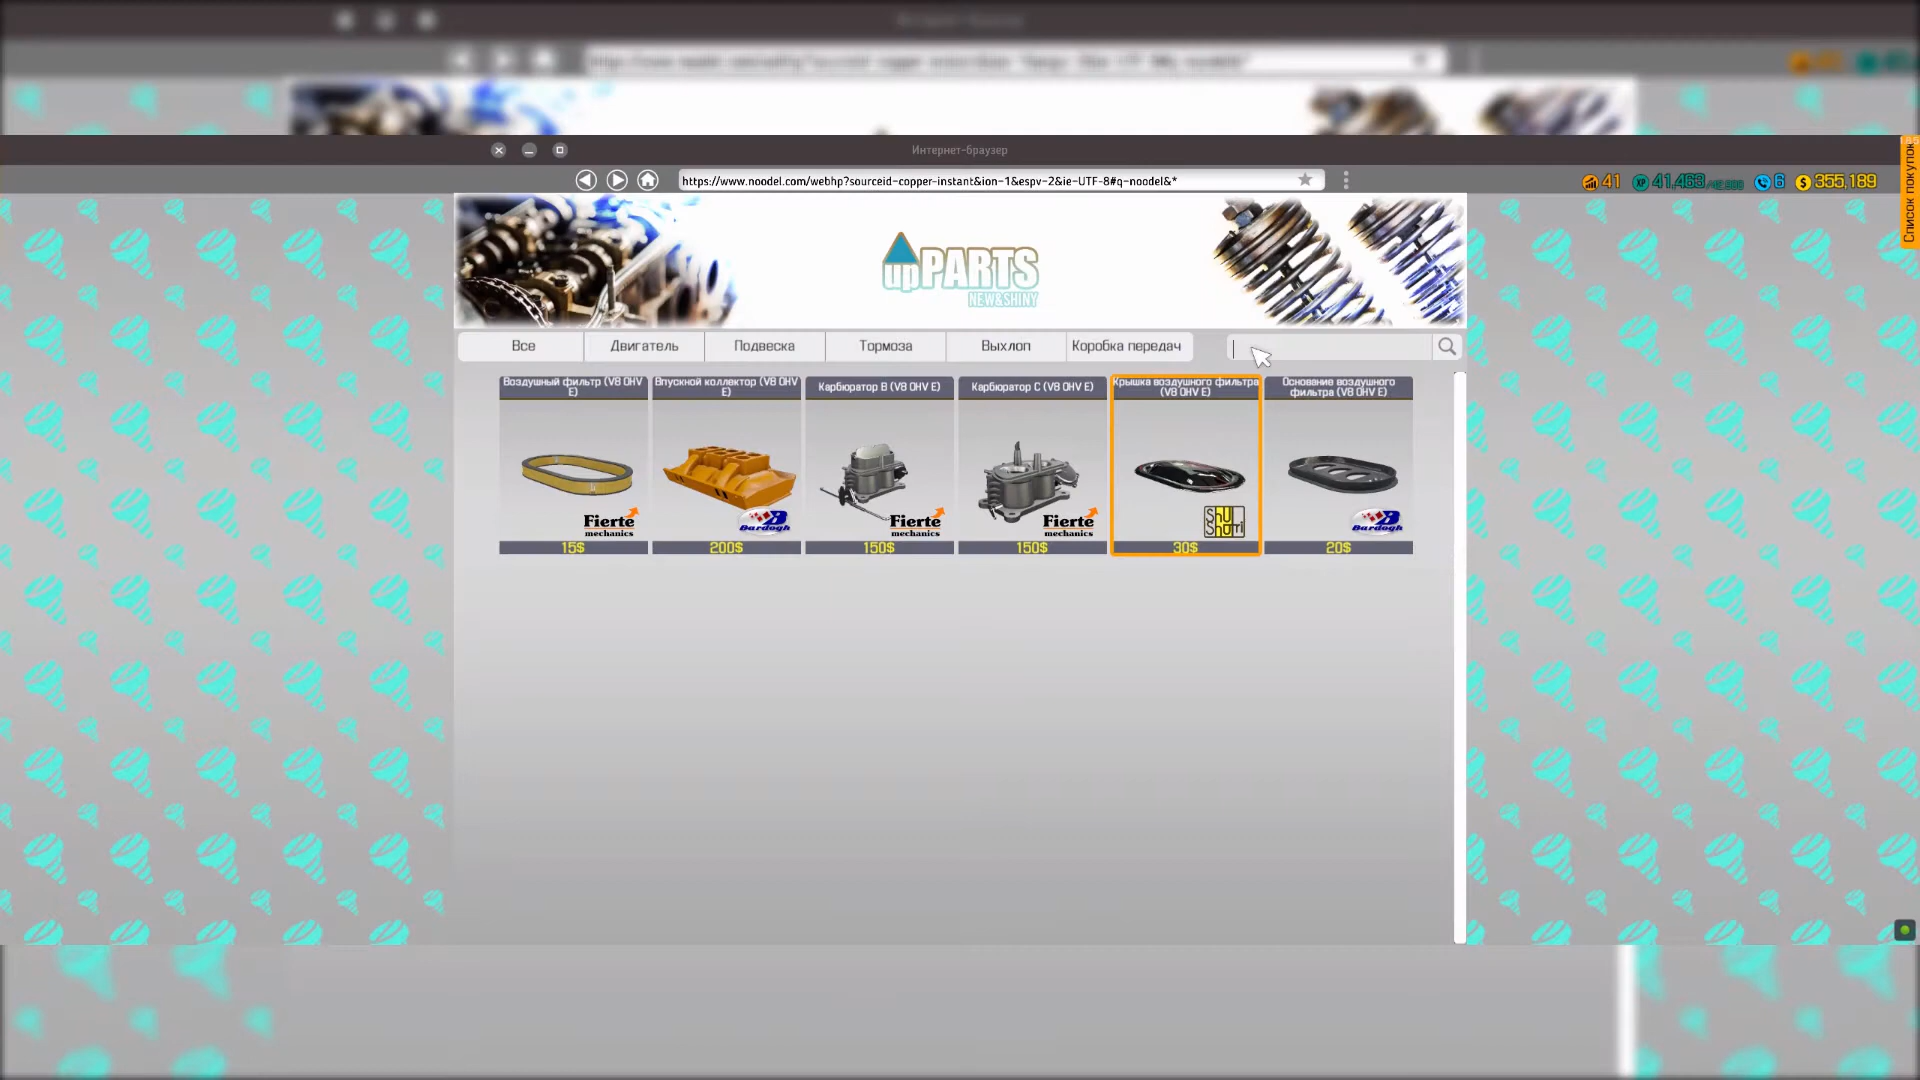 Интернет-браузер
https://www.noodel.com/webhp?sourceid-copper-instant&ion-1&espv-2&ie-UTF-8#q-noodel&*
41
XP 41,463
6
$ 355,189
Список покупок
upPARTS
NEW&SHINY
Все
Двигатель
Подвеска
Тормоза
Выхлоп
Коробка передач
Воздушный фильтр (V8 OHV
E)
Впускной коллектор (V8 OHV
E)
Карбюратор B (V8 OHV E)
Карбюратор C (V8 OHV E)
Крышка воздушного фильтра
(V8 OHV E)
Основание воздушного
фильтра (V8 OHV E)
Fierte
mechanics
Bardogh
Fierte
mechanics
Fierte
mechanics
Bardogh
15$
200$
150$
150$
30$
20$